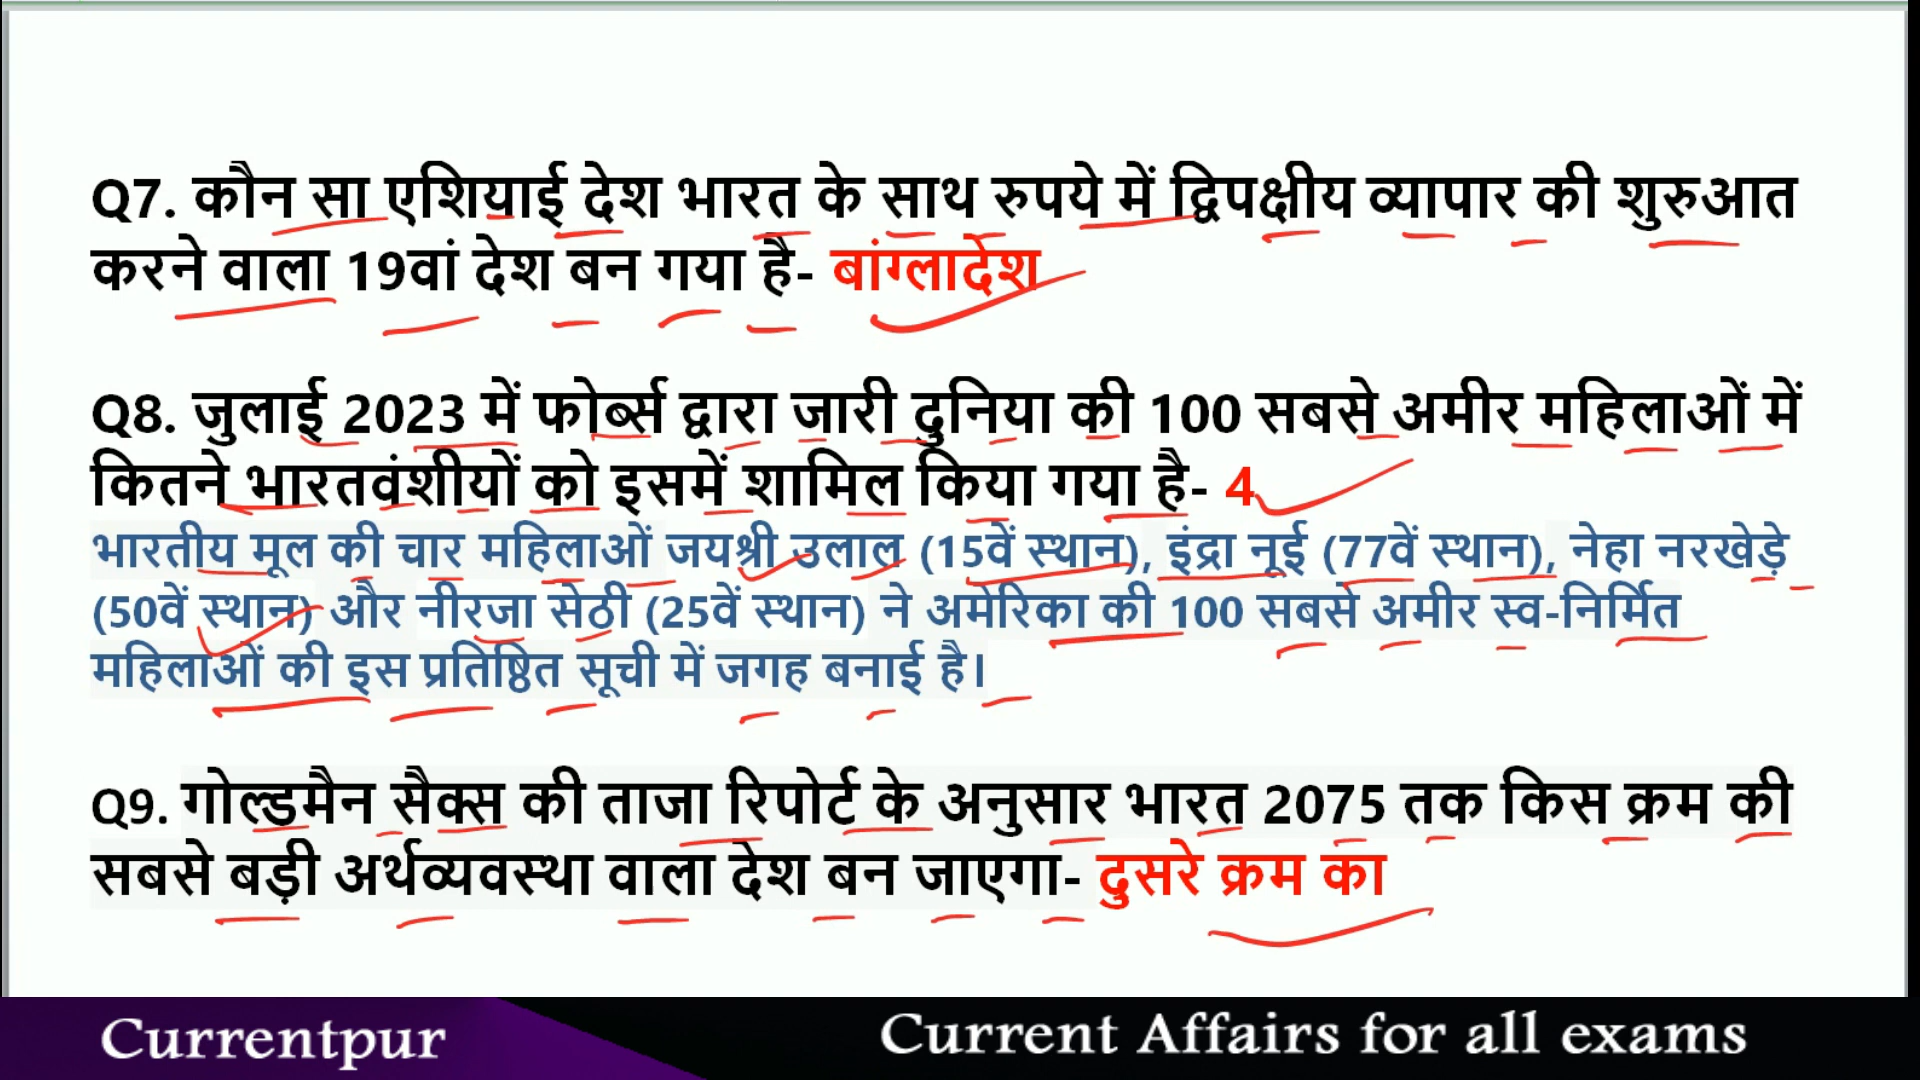 Q7. कौन सा एशियाई देश भारत के साथ रुपये में द्विपक्षीय व्यापार की शुरुआत
करने वाला 19वां देश बन गया है- बांग्लादेश
Q8. जुलाई 2023 में फोर्ब्स द्वारा जारी दुनिया की 100 सबसे अमीर महिलाओं में
कितने भारतवंशीयों को इसमें शामिल किया गया है- 4
भारतीय मूल की चार महिलाओं जयश्री उलाल (15वें स्थान), इंद्रा नूई (77वें स्थान), नेहा नरखेड़े
(50वें स्थान) और नीरजा सेठी (25वें स्थान) ने अमेरिका की 100 सबसे अमीर स्व-निर्मित
महिलाओं की इस प्रतिष्ठित सूची में जगह बनाई है।
Q9. गोल्डमैन सैक्स की ताजा रिपोर्ट के अनुसार भारत 2075 तक किस क्रम की
सबसे बड़ी अर्थव्यवस्था वाला देश बन जाएगा- दुसरे क्रम का
Currentpur
Current Affairs for all exams